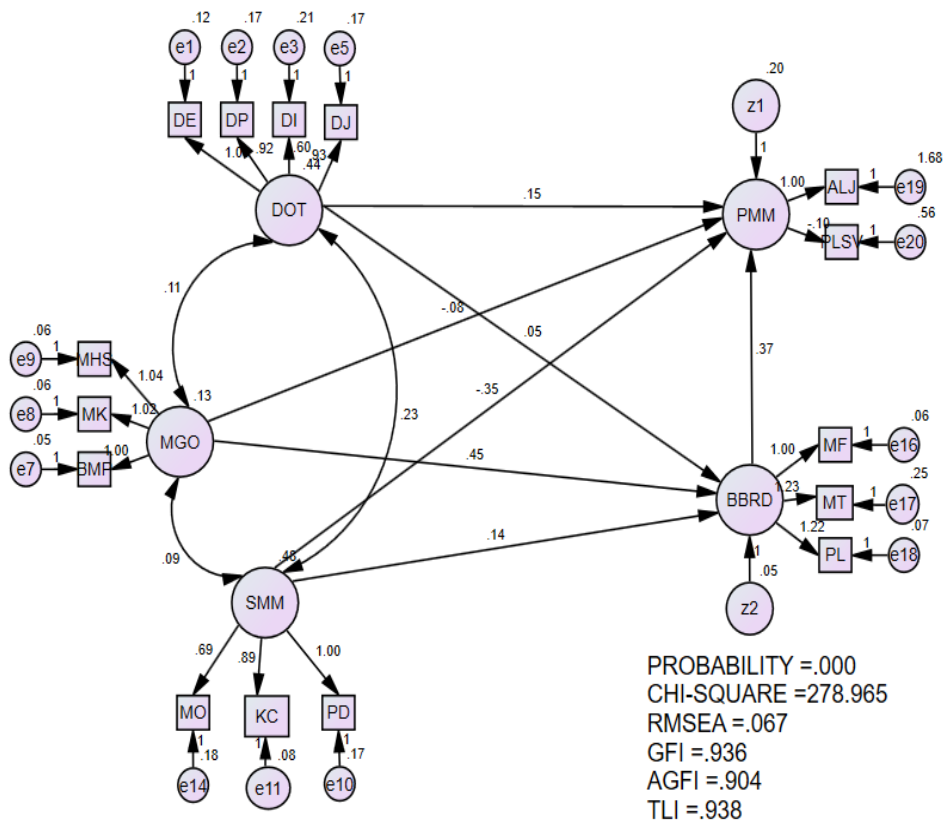 .12 .17 .21 .17
e1 e2 e3 e5
1 1 1 1
DE DP DI DJ
.92 .60 .93
.44
DOT
.20
z1
1
1.68
1.00 ALJ 1 e19
PMM
.56
-.10 PLSV 1 e20
.15
.11
-.08
.05
.37
-.35
.23
.06
e9 1 MHS
1.04
.06
e8 1 MK 1.02
.13
MGO
.05
e7 1 BMP 1.00
.45
.06
1.00 MF 1 e16
.25
BBRD 1.23 MT 1 e17
.07
1.22 PL 1 e18
.14
1
.05
z2
.09
.48
SMM
.69 .89 1.00
MO KC PD
1 1 1
.18 .08 .17
e14 e11 e10
PROBABILITY =.000
CHI-SQUARE =278.965
RMSEA =.067
GFI =.936
AGFI =.904
TLI =.938